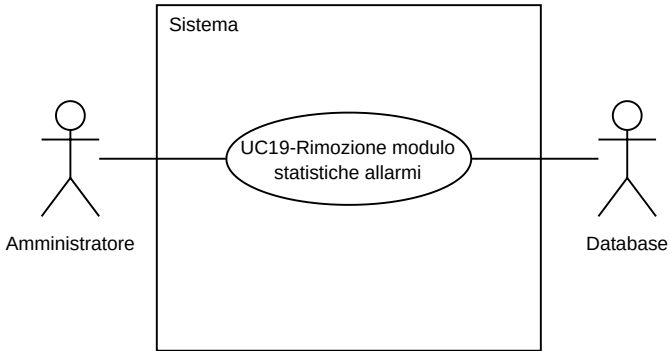 Sistema
UC19-Rimozione modulo
statistiche allarmi
Amministratore
Database